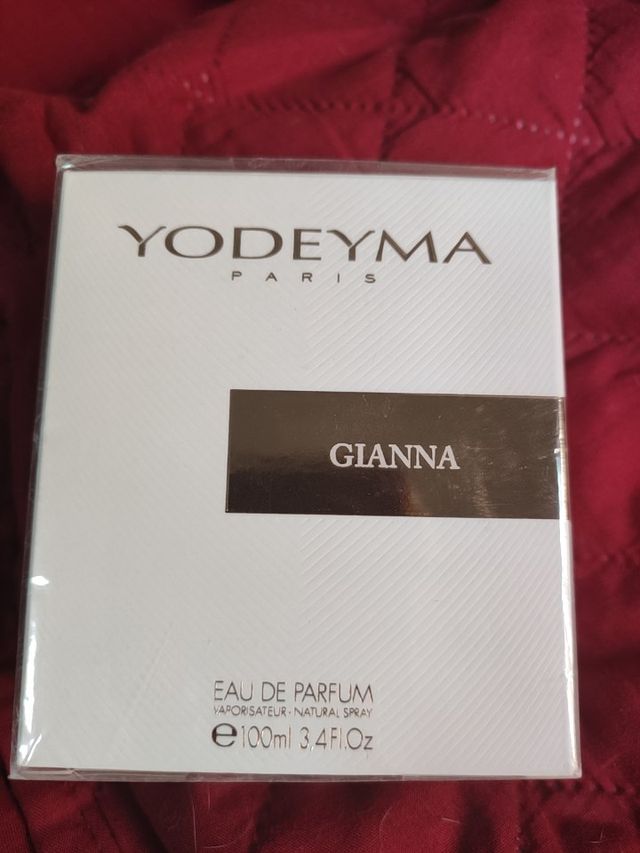 YODEYMA
PARIS
GIANNA
EAU DE PARFUM
VAPORISATEUR - NATURAL SPRAY
℮100ml 3,4Fl.Oz